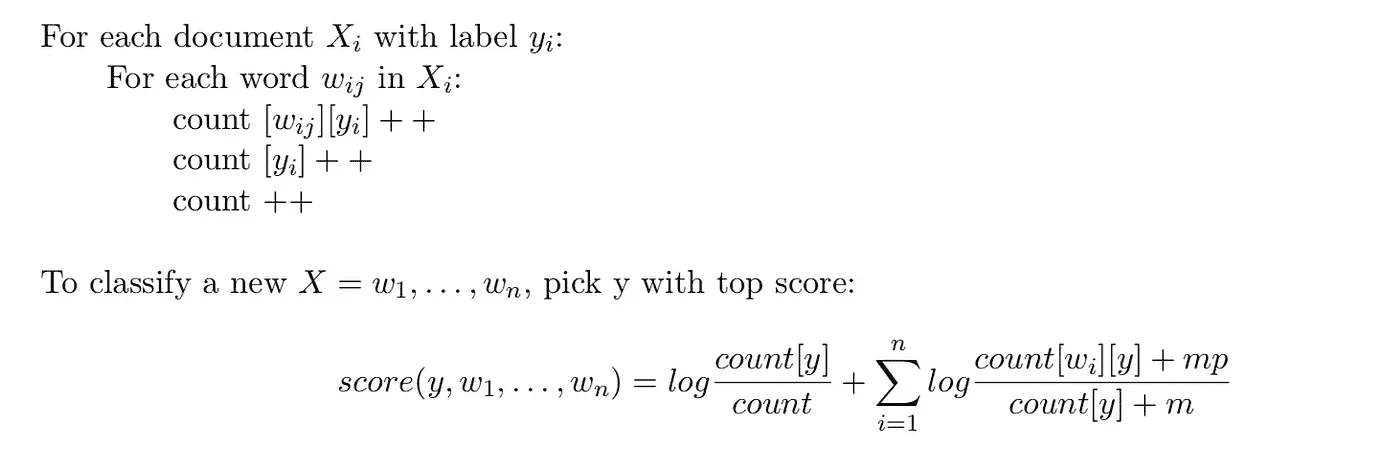 For each document $X_i$ with label $y_i$:
For each word $w_{ij}$ in $X_i$:
count $[w_{ij}][y_i]++$
count $[y_i]++$
count ++
To classify a new $X = w_1, \ldots, w_n$, pick y with top score:
$score(y, w_1, \ldots, w_n) = log \frac{count[y]}{count} + \sum_{i=1}^{n} log \frac{count[w_i][y] + mp}{count[y] + m}$